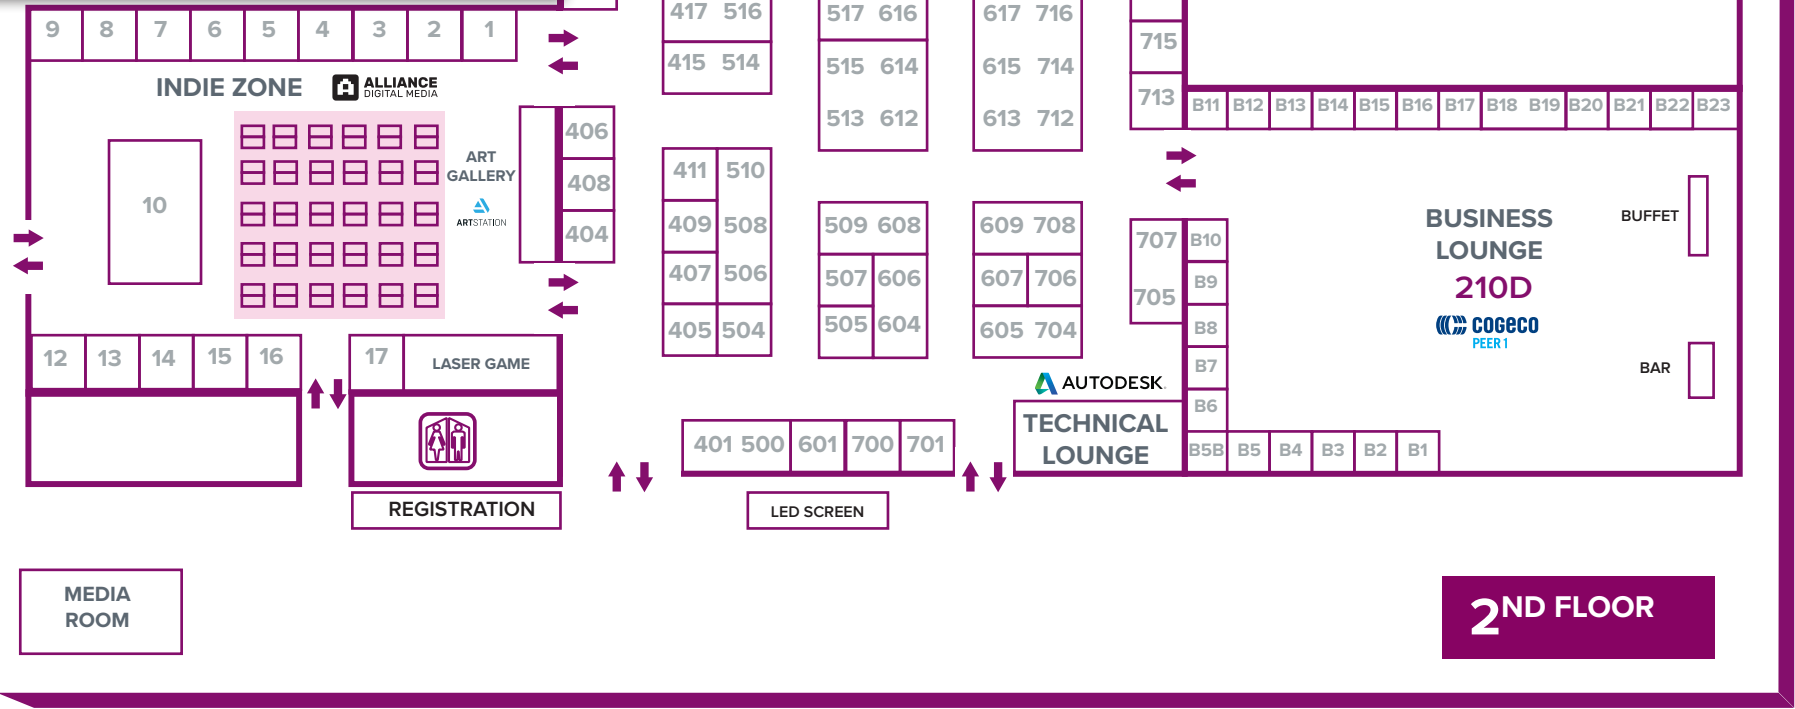 417 516
517 616
617 716
9 8 7 6 5 4 3 2 1
715
415 514
515 614
615 714
INDIE ZONE
ALLIANCE
DIGITAL MEDIA
713
B11 B12 B13 B14 B15 B16 B17 B18 B19 B20 B21 B22 B23
513 612
613 712
406
ART
GALLERY
ARTSTATION
408
404
10
411 510
409 508
407 506
405 504
509 608
507 606
505 604
609 708
607 706
605 704
707
705
B10
B9
B8
B7
B6
B5B B5 B4 B3 B2 B1
BUSINESS
LOUNGE
210D
COGECO
PEER 1
BUFFET
BAR
12 13 14 15 16
17
LASER GAME
AUTODESK.
TECHNICAL
LOUNGE
401 500 601 700 701
REGISTRATION
LED SCREEN
MEDIA
ROOM
2ND FLOOR